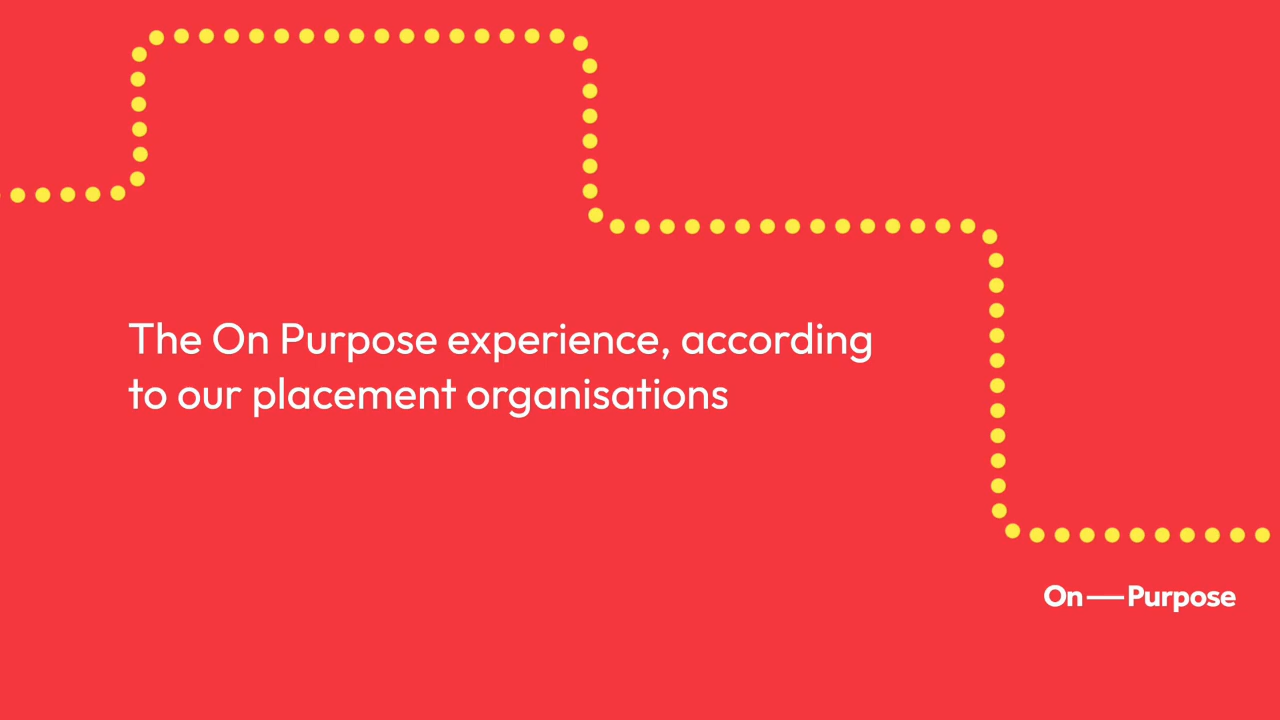 The On Purpose experience, according
to our placement organisations
On — Purpose